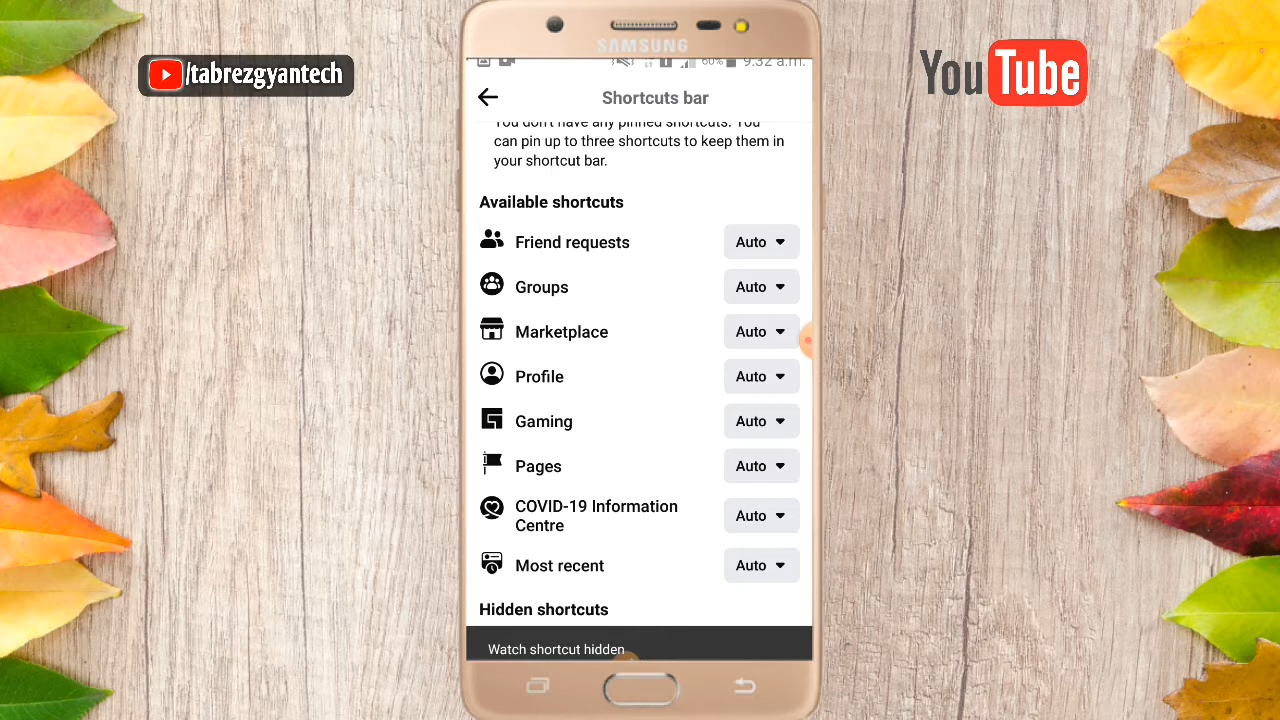 /tabrezgyantech
YouTube
SAMSUNG
60% 9:32 a.m.
Shortcuts bar
You don't have any pinned shortcuts. You
can pin up to three shortcuts to keep them in
your shortcut bar.
Available shortcuts
Friend requests Auto
Groups Auto
Marketplace Auto
Profile Auto
Gaming Auto
Pages Auto
COVID-19 Information
Centre Auto
Most recent Auto
Hidden shortcuts
Watch shortcut hidden